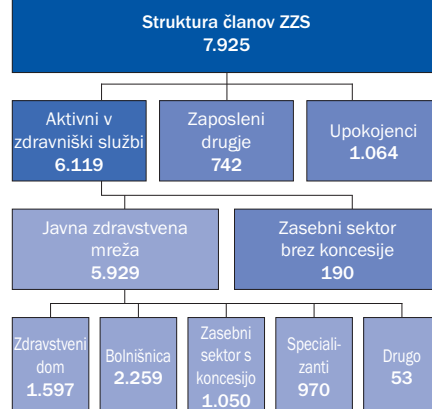 Struktura članov ZZS
7.925
Aktivni v
zdravniški službi
6.119
Zaposleni
drugje
742
Upokojenci
1.064
Javna zdravstvena
mreža
5.929
Zasebni sektor
brez koncesije
190
Zdravstveni
dom
1.597
Bolnišnica
2.259
Zasebni
sektor s
koncesijo
1.050
Speciali-
zanti
970
Drugo
53